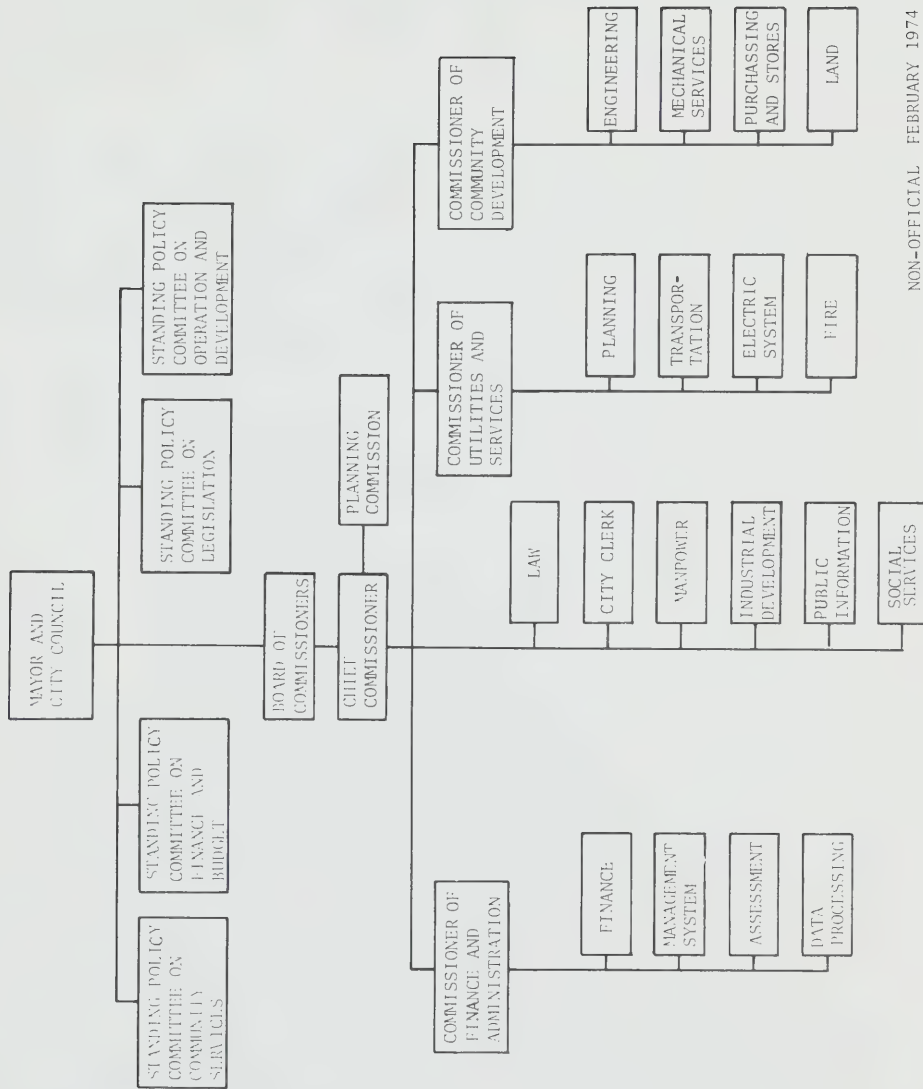 MAYOR AND
CITY COUNCIL
STANDING POLICY
COMMITTEE ON
COMMUNITY
SERVICES
STANDING POLICY
COMMITTEE ON
FINANCE AND
BUDGET
STANDING POLICY
COMMITTEE ON
LEGISLATION
STANDING POLICY
COMMITTEE ON
OPERATION AND
DEVELOPMENT
BOARD OF
COMMISSIONERS
CHIEF
COMMISSIONER
PLANNING
COMMISSION
COMMISSIONER OF
FINANCE AND
ADMINISTRATION
FINANCE
MANAGEMENT
SYSTEM
ASSESSMENT
DATA
PROCESSING
LAW
CITY CLERK
MANPOWER
INDUSTRIAL
DEVELOPMENT
PUBLIC
INFORMATION
SOCIAL
SERVICES
COMMISSIONER OF
UTILITIES AND
SERVICES
PLANNING
TRANSPOR-
TATION
ELECTRIC
SYSTEM
FIRE
COMMISSIONER OF
COMMUNITY
DEVELOPMENT
ENGINEERING
MECHANICAL
SERVICES
PURCHASSING
AND STORES
LAND
NON-OFFICIAL FEBRUARY 1974